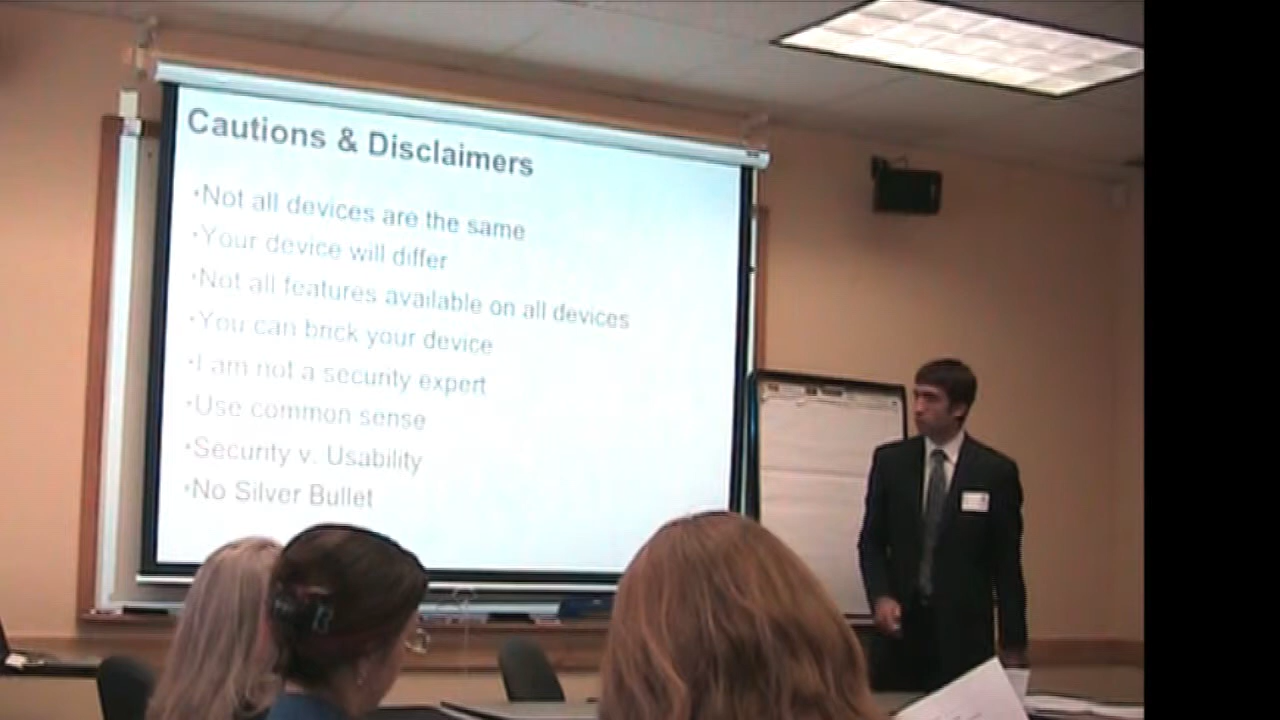 Cautions & Disclaimers
•Not all devices are the same
•Your device will differ
•Not all features available on all devices
•You can brick your device
•I am not a security expert
•Use common sense
•Security v. Usability
•No Silver Bullet